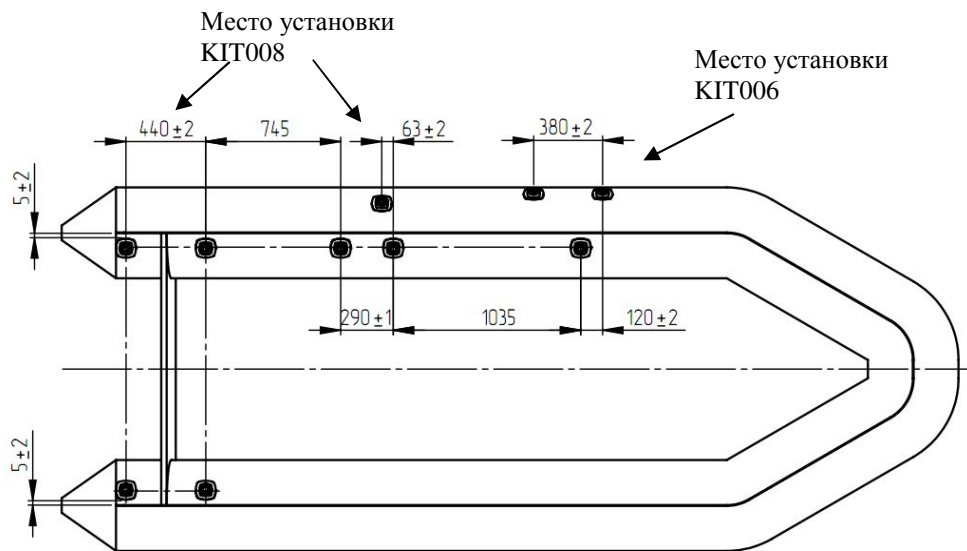 Место установки
KIT008
Место установки
KIT006
440±2
745
63±2
380±2
5±2
290±1
1035
120±2
5±2